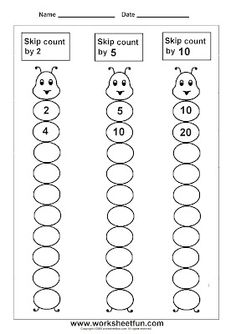 Name Date
Skip count
by 2
Skip count
by 5
Skip count
by 10
2
5
10
4
10
20
www.worksheetfun.com